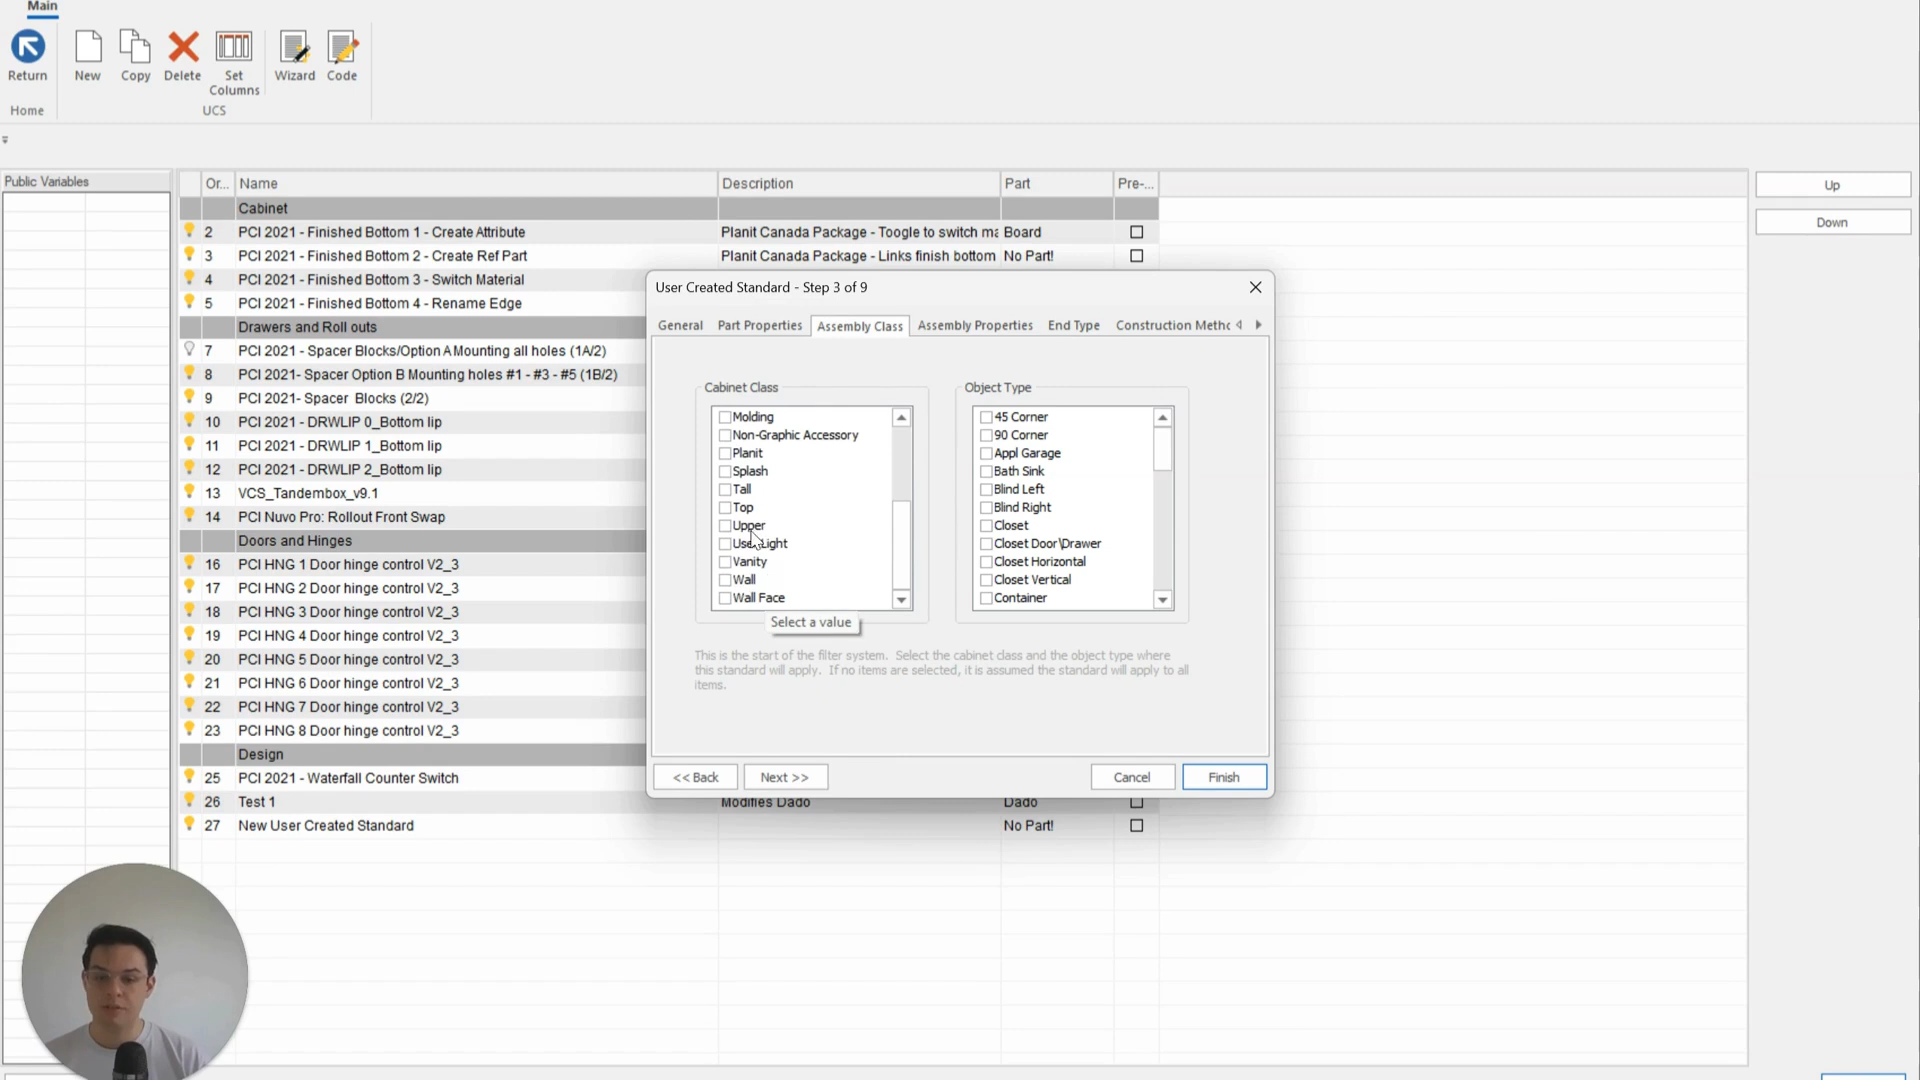 Main
Return
New
Copy
Delete
Set
Columns
Wizard
Code
Home
UCS
Public Variables
Or...
Name
Description
Part
Pre-...
Up
Down
Cabinet
2 PCI 2021 - Finished Bottom 1 - Create Attribute Planit Canada Package - Toogle to switch ma Board
3 PCI 2021 - Finished Bottom 2 - Create Ref Part Planit Canada Package - Links finish bottom No Part!
4 PCI 2021 - Finished Bottom 3 - Switch Material
5 PCI 2021 - Finished Bottom 4 - Rename Edge
Drawers and Roll outs
7 PCI 2021 - Spacer Blocks/Option A Mounting all holes (1A/2)
8 PCI 2021- Spacer Option B Mounting holes #1 - #3 - #5 (1B/2)
9 PCI 2021- Spacer Blocks (2/2)
10 PCI 2021 - DRWLIP 0_Bottom lip
11 PCI 2021 - DRWLIP 1_Bottom lip
12 PCI 2021 - DRWLIP 2_Bottom lip
13 VCS_Tandembox_v9.1
14 PCI Nuvo Pro: Rollout Front Swap
Doors and Hinges
16 PCI HNG 1 Door hinge control V2_3
17 PCI HNG 2 Door hinge control V2_3
18 PCI HNG 3 Door hinge control V2_3
19 PCI HNG 4 Door hinge control V2_3
20 PCI HNG 5 Door hinge control V2_3
21 PCI HNG 6 Door hinge control V2_3
22 PCI HNG 7 Door hinge control V2_3
23 PCI HNG 8 Door hinge control V2_3
Design
25 PCI 2021 - Waterfall Counter Switch
26 Test 1 Modifies Dado Dado
27 New User Created Standard No Part!
User Created Standard - Step 3 of 9
General
Part Properties
Assembly Class
Assembly Properties
End Type
Construction Methc
Cabinet Class
Molding
Non-Graphic Accessory
Planit
Splash
Tall
Top
Upper
Light
Vanity
Wall
Wall Face
Select a value
Object Type
45 Corner
90 Corner
Appl Garage
Bath Sink
Blind Left
Blind Right
Closet
Closet Door\Drawer
Closet Horizontal
Closet Vertical
Container
This is the start of the filter system. Select the cabinet class and the object type where
this standard will apply. If no items are selected, it is assumed the standard will apply to all
items.
<< Back
Next >>
Cancel
Finish